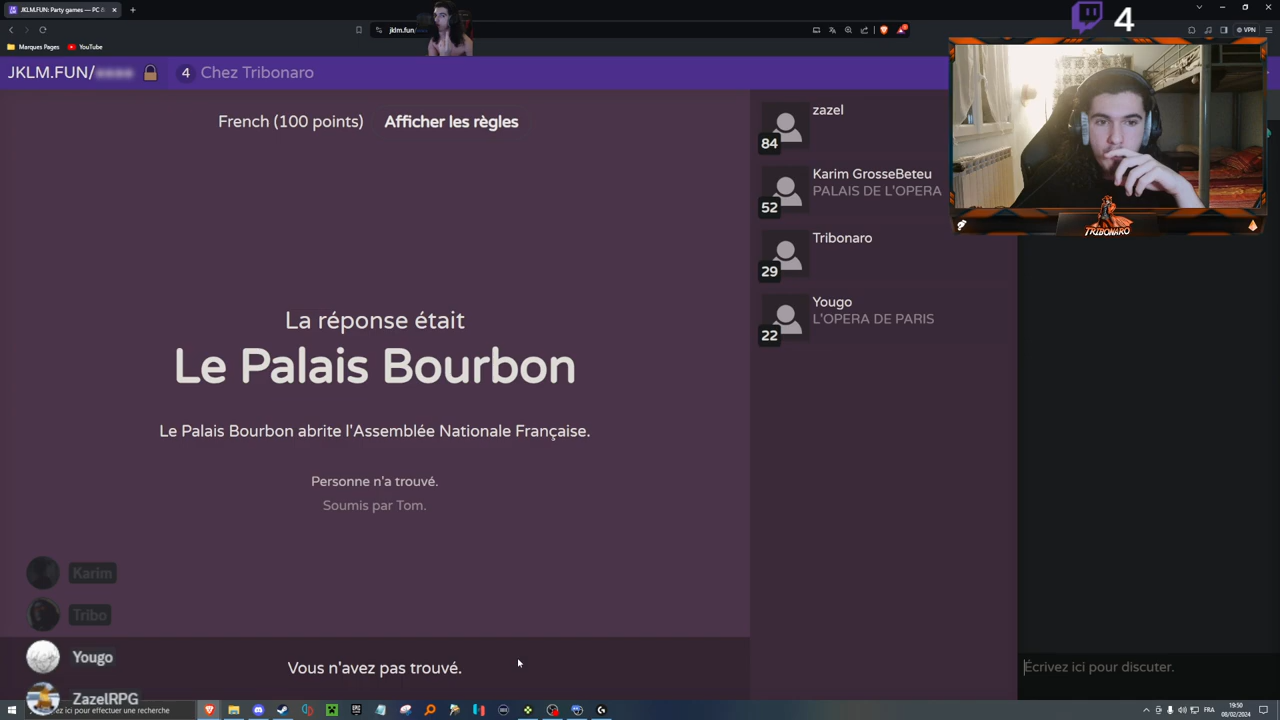 JKLM.FUN: Party games — PC &
jklm.fun/
VPN
Marques Pages
YouTube
4
JKLM.FUN/
4 Chez Tribonaro
French (100 points)
Afficher les règles
zazel
84
Karim GrosseBeteu
PALAIS DE L'OPERA
52
Tribonaro
29
Yougo
L'OPERA DE PARIS
22
TRIBONARO
La réponse était
Le Palais Bourbon
Le Palais Bourbon abrite l'Assemblée Nationale Française.
Personne n'a trouvé.
Soumis par Tom.
Karim
Tribo
Yougo
ZazelRPG
Vous n'avez pas trouvé.
Écrivez ici pour discuter.
ez ici pour effectuer une recherche
FRA
19:50
08/02/2024